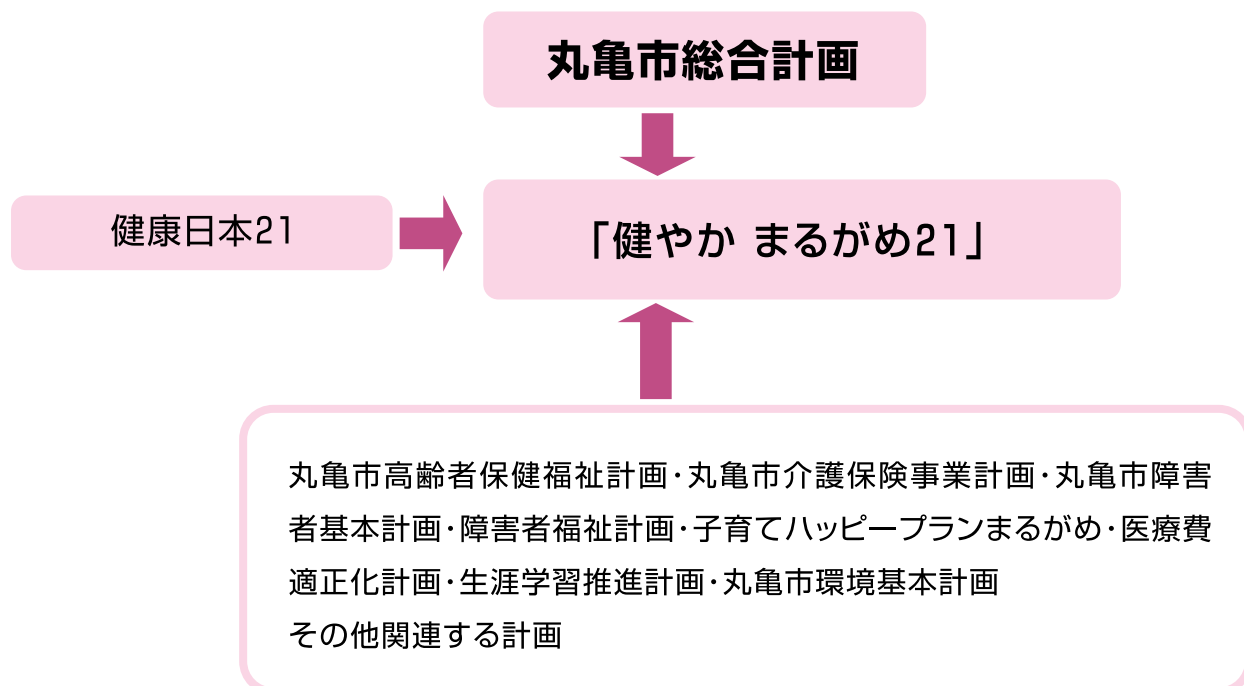 丸亀市総合計画
健康日本21
「健やか まるがめ21」
丸亀市高齢者保健福祉計画・丸亀市介護保険事業計画・丸亀市障害
者基本計画・障害者福祉計画・子育てハッピープランまるがめ・医療費
適正化計画・生涯学習推進計画・丸亀市環境基本計画
その他関連する計画